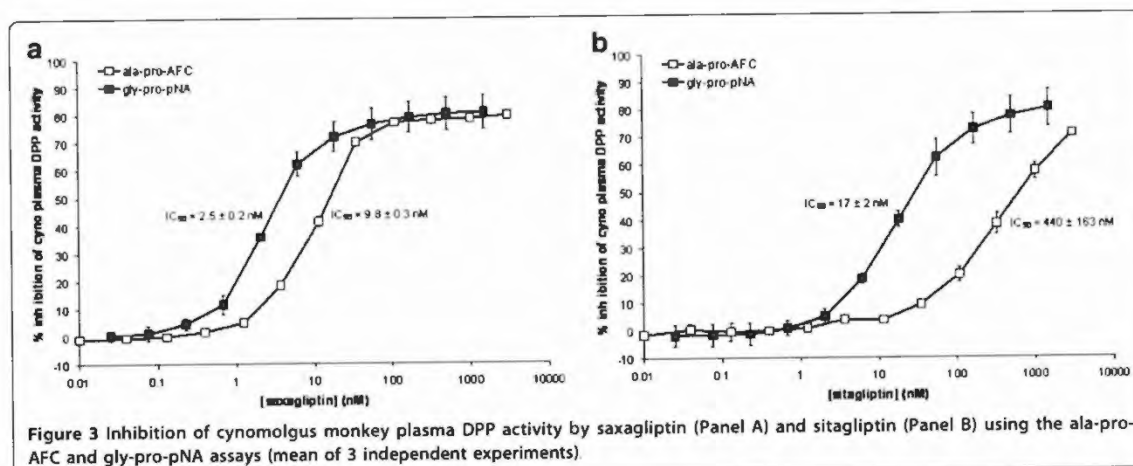 a
b
100
90
80
70
60
50
40
30
20
10
0
-10
% inhibition of cyno plasma DPP activity
ala-pro-AFC
gly-pro-pNA
IC50 = 2.5 ± 0.2 nM
IC50 = 9.8 ± 0.3 nM
0.01 0.1 1 10 100 1000 10000
[saxagliptin] (nM)
100
90
80
70
60
50
40
30
20
10
0
-10
% inhibition of cyno plasma DPP activity
ala-pro-AFC
gly-pro-pNA
IC50 = 17 ± 2 nM
IC50 = 440 ± 163 nM
0.01 0.1 1 10 100 1000 10000
[sitagliptin] (nM)
Figure 3 Inhibition of cynomolgus monkey plasma DPP activity by saxagliptin (Panel A) and sitagliptin (Panel B) using the ala-pro-
AFC and gly-pro-pNA assays (mean of 3 independent experiments).